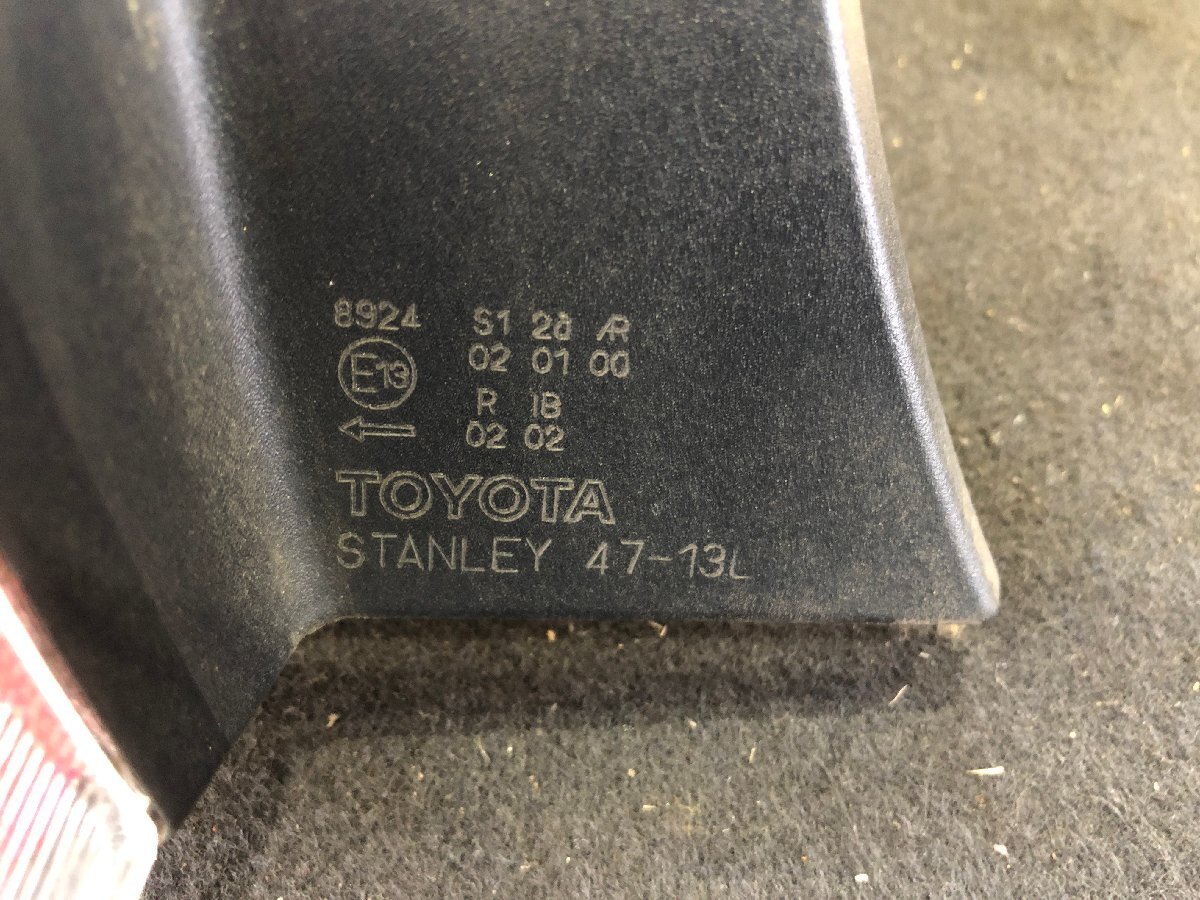 8924 S1 2a AR
02 01 00
E13
R IB
← 02 02
TOYOTA
STANLEY 47-13L